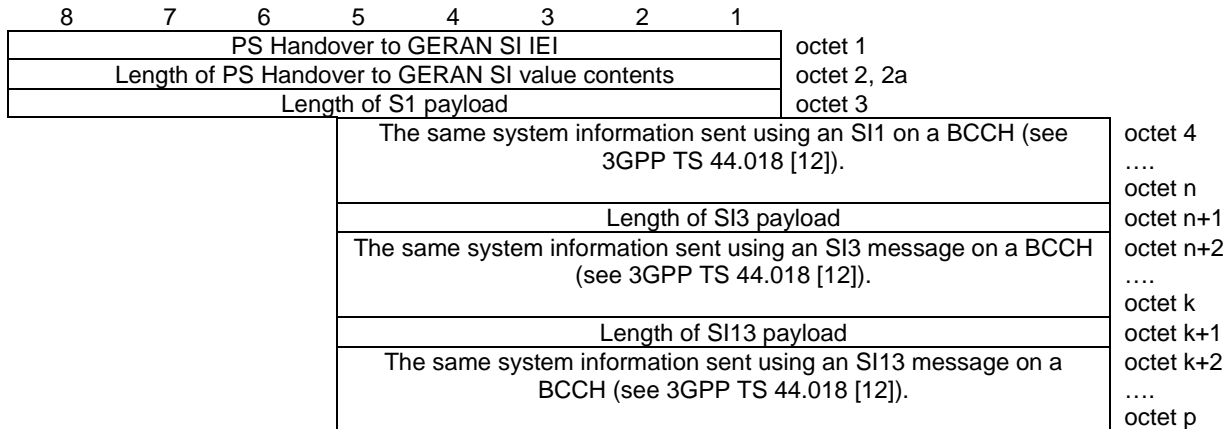 8 7 6 5 4 3 2 1
PS Handover to GERAN SI IEI octet 1
Length of PS Handover to GERAN SI value contents octet 2, 2a
Length of S1 payload octet 3
The same system information sent using an SI1 on a BCCH (see octet 4
3GPP TS 44.018 [12]). ….
octet n
Length of SI3 payload octet n+1
The same system information sent using an SI3 message on a BCCH octet n+2
(see 3GPP TS 44.018 [12]). ….
octet k
Length of SI13 payload octet k+1
The same system information sent using an SI13 message on a octet k+2
BCCH (see 3GPP TS 44.018 [12]). ….
octet p